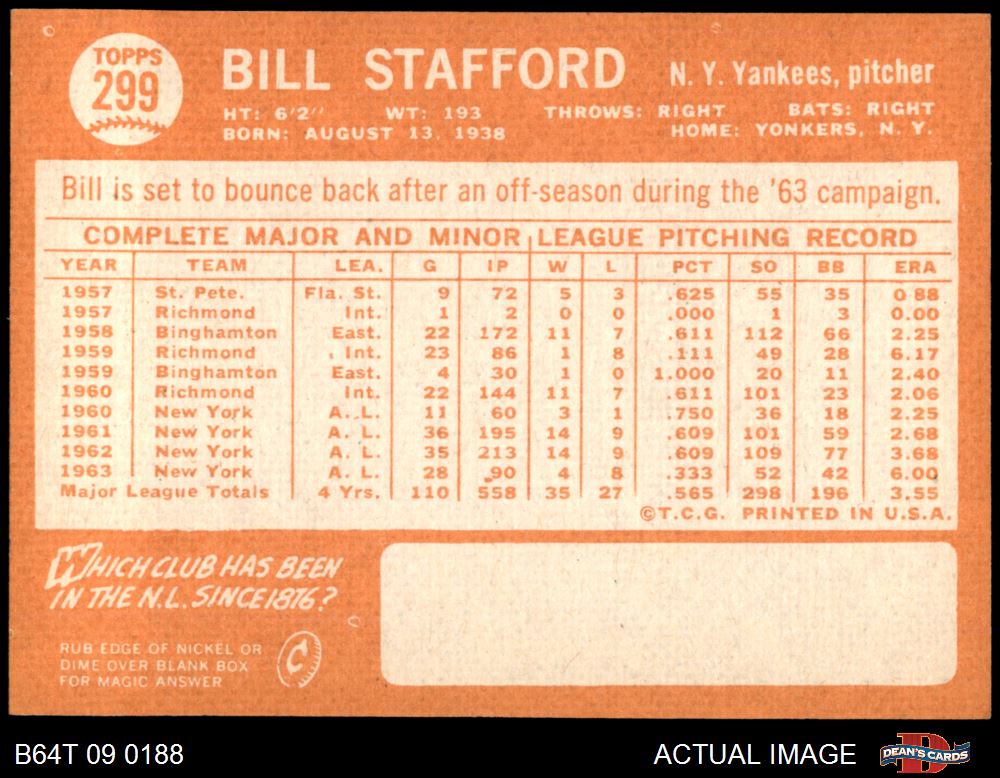 TOPPS
299
BILL STAFFORD N. Y. Yankees, pitcher
HT: 6'2" WT: 193 THROWS: RIGHT BATS: RIGHT
BORN: AUGUST 13, 1938 HOME: YONKERS, N. Y.
Bill is set to bounce back after an off-season during the '63 campaign.
COMPLETE MAJOR AND MINOR LEAGUE PITCHING RECORD
YEAR TEAM LEA. G IP W L PCT SO BB ERA
1957 St. Pete. Fla. St. 9 72 5 3 .625 55 35 0 88
1957 Richmond Int. 1 2 0 0 .000 1 3 0.00
1958 Binghamton East. 22 172 11 7 .611 112 66 2.25
1959 Richmond Int. 23 86 1 8 .111 49 28 6.17
1959 Binghamton East. 4 30 1 0 1.000 20 11 2.40
1960 Richmond Int. 22 144 11 7 .611 101 23 2.06
1960 New York A. L. 11 60 3 1 .750 36 18 2.25
1961 New York A. L. 36 195 14 9 .609 101 59 2.68
1962 New York A. L. 35 213 14 9 .609 109 77 3.68
1963 New York A. L. 28 90 4 8 .333 52 42 6.00
Major League Totals 4 Yrs. 110 558 35 27 .565 298 196 3.55
©T.C.G. PRINTED IN U.S.A.
WHICH CLUB HAS BEEN
IN THE N.L. SINCE 1876?
RUB EDGE OF NICKEL OR
DIME OVER BLANK BOX
FOR MAGIC ANSWER
C
B64T 09 0188 ACTUAL IMAGE DEAN'S CARDS